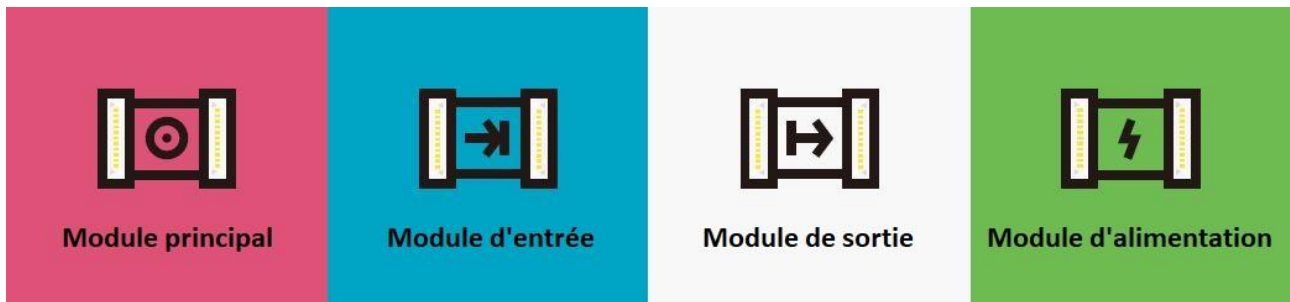 Module principal
Module d'entrée
Module de sortie
Module d'alimentation